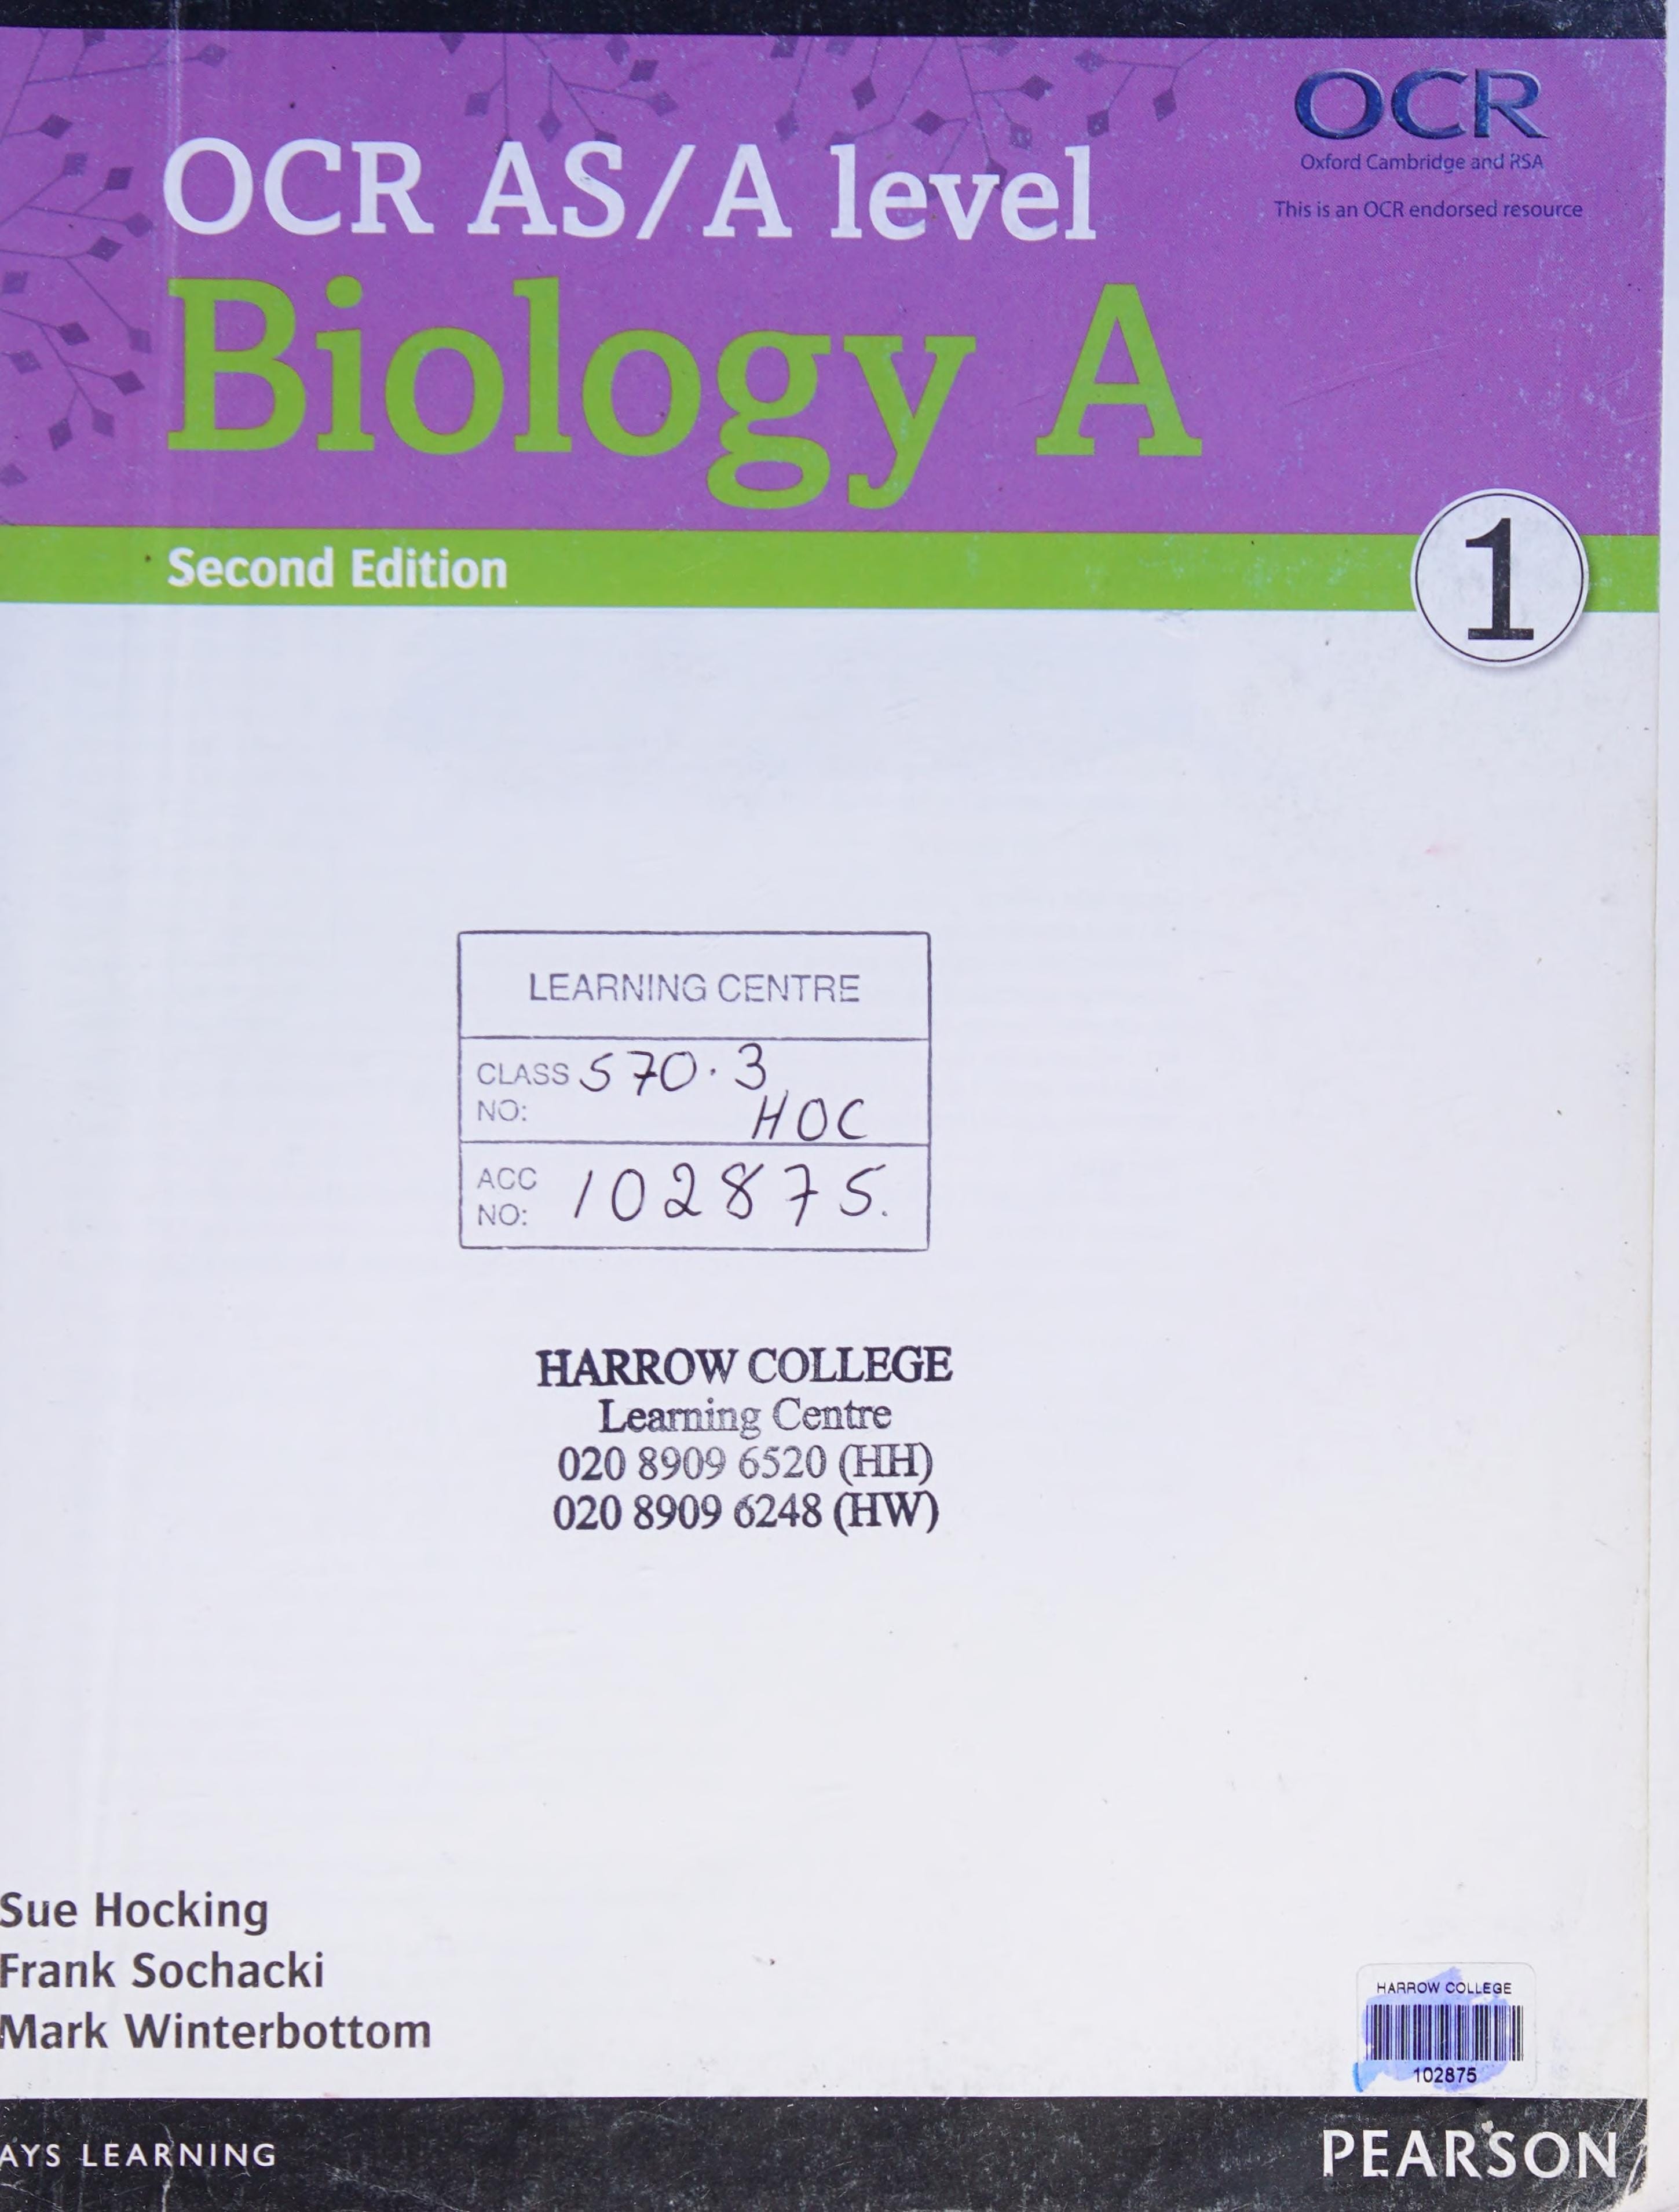 OCR
Oxford Cambridge and RSA
This is an OCR endorsed resource
OCR AS/A level
Biology A
Second Edition
1
LEARNING CENTRE
CLASS 570.3
NO: HOC
ACC
NO: 102875.
HARROW COLLEGE
Learning Centre
020 8909 6520 (HH)
020 8909 6248 (HW)
Sue Hocking
Frank Sochacki
Mark Winterbottom
HARROW COLLEGE
102875
AYS LEARNING
PEARSON